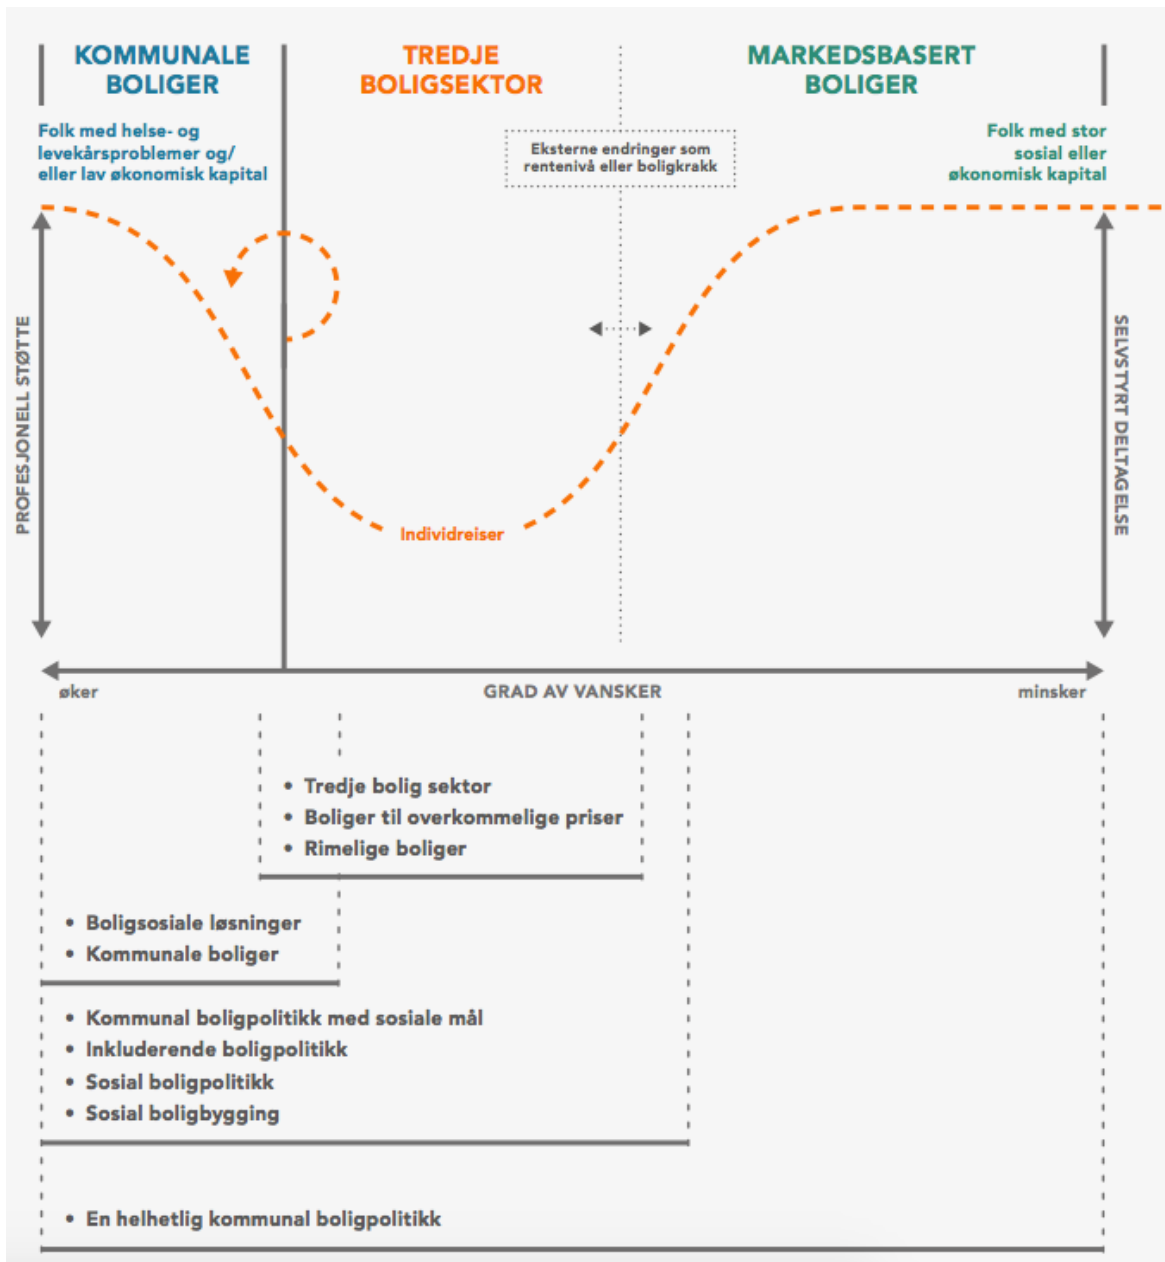 KOMMUNALE
BOLIGER
TREDJE
BOLIGSEKTOR
MARKEDSBASERT
BOLIGER
Folk med helse- og
levekårsproblemer og/
eller lav økonomisk kapital
Eksterne endringer som
rentenivå eller boligkrakk
Folk med stor
sosial eller
økonomisk kapital
PROFESJONELL STØTTE
SELVSTYRT DELTAGELSE
Individreiser
øker
GRAD AV VANSKER
minsker
• Tredje bolig sektor
• Boliger til overkommelige priser
• Rimelige boliger
• Boligsosiale løsninger
• Kommunale boliger
• Kommunal boligpolitikk med sosiale mål
• Inkluderende boligpolitikk
• Sosial boligpolitikk
• Sosial boligbygging
• En helhetlig kommunal boligpolitikk